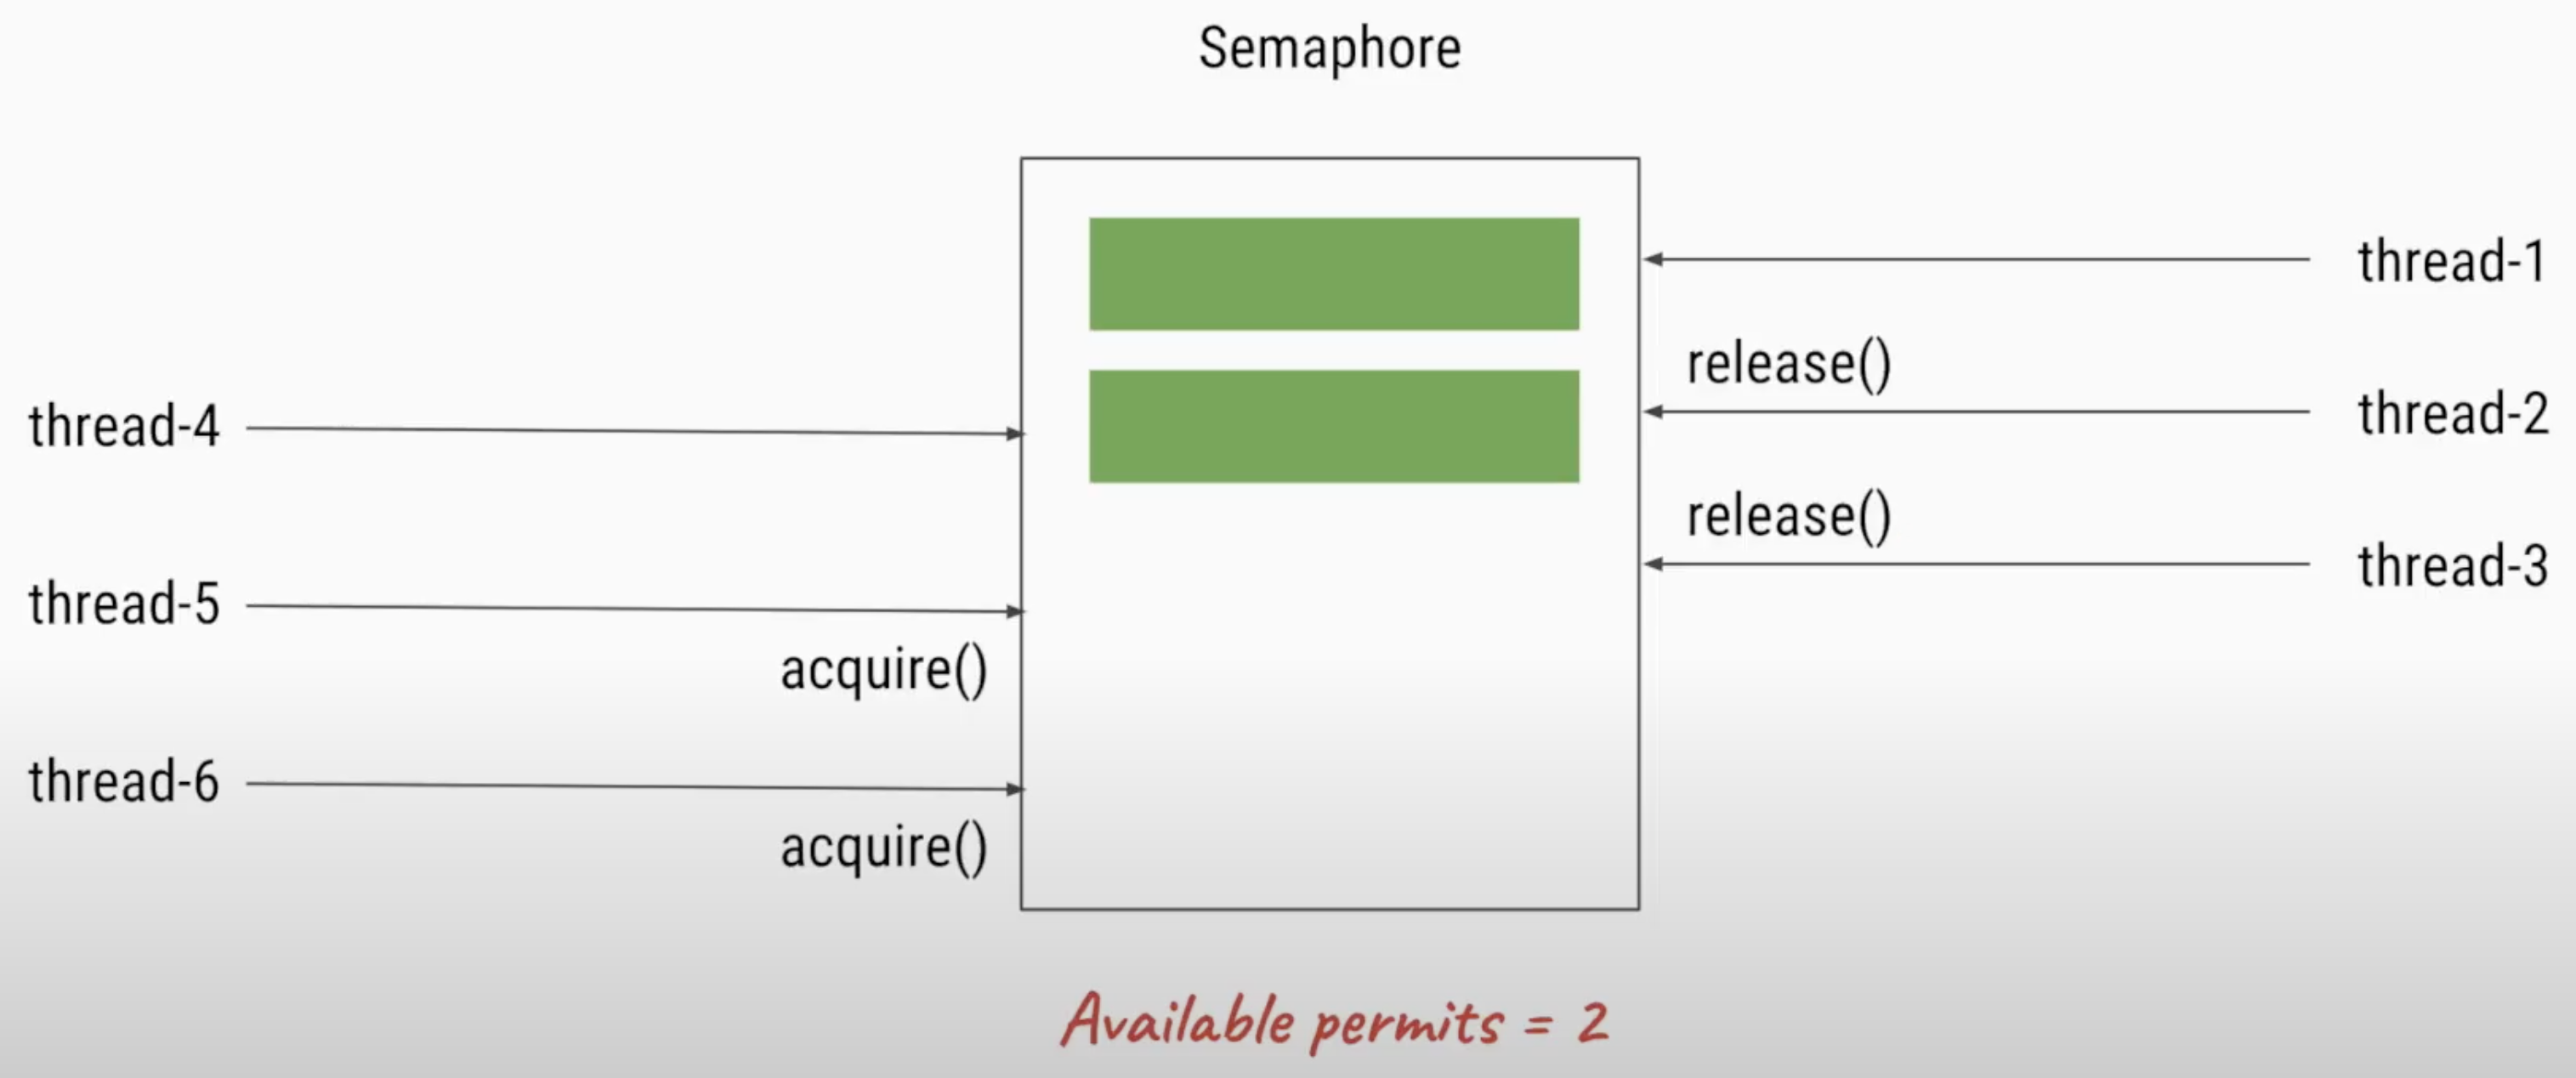 Semaphore
thread-1
release()
thread-4
thread-2
release()
thread-5
thread-3
acquire()
thread-6
acquire()
Available permits = 2